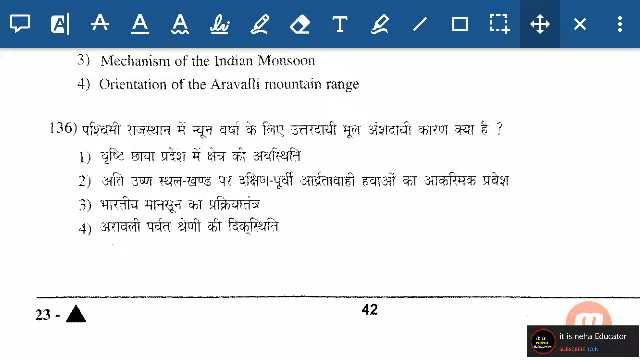 3) Mechanism of the Indian Monsoon
4) Orientation of the Aravalli mountain range
136) पश्चिमी राजस्थान में न्यून वर्षा के लिए उत्तरदायी मूल अंशदायी कारण क्या है ?
1) वृष्टि छाया प्रदेश में क्षेत्र की अवस्थिति
2) अति उष्ण स्थल-खण्ड पर दक्षिण-पूर्वी आर्द्रतावाही हवाओं का आकस्मिक प्रवेश
3) भारतीय मानसून का प्रक्रियातंत्र
4) अरावली पर्वत श्रेणी की दिक्स्थिति
23 - ▲
42
it is neha Educator
SUBSCRIBE JOIN